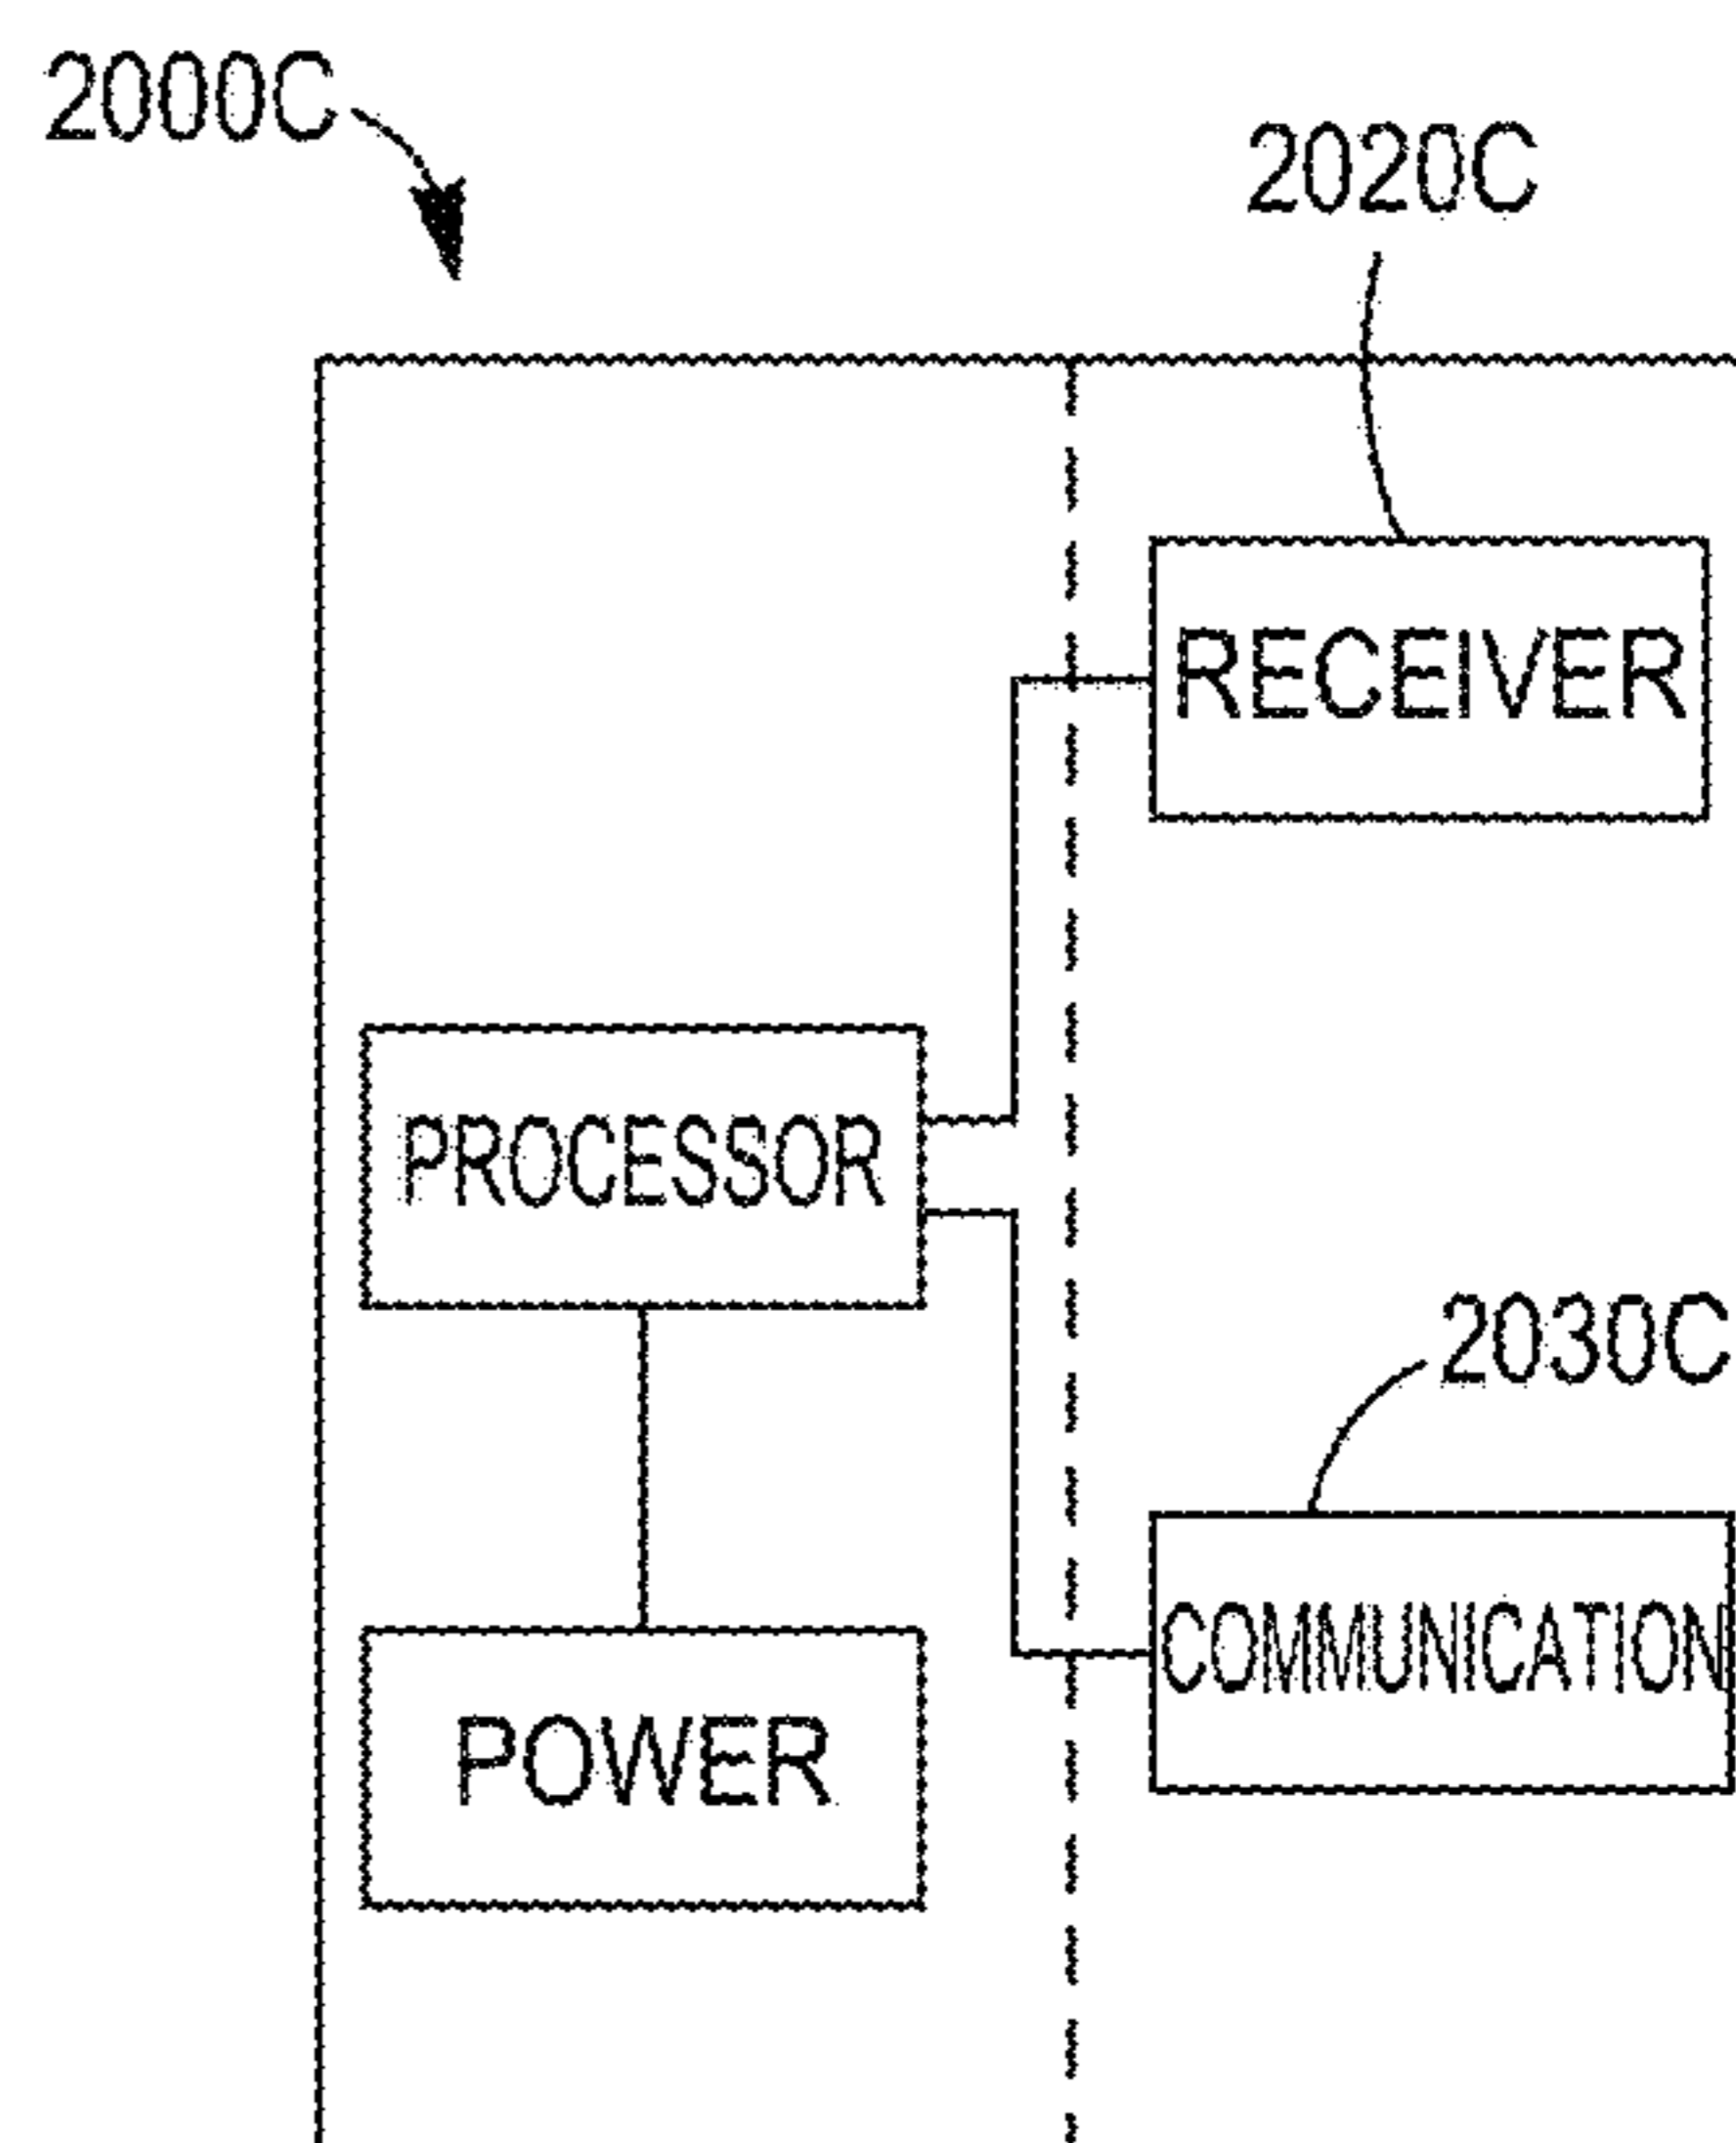 2000C
2020C
RECEIVER
PROCESSOR
2030C
COMMUNICATION
POWER